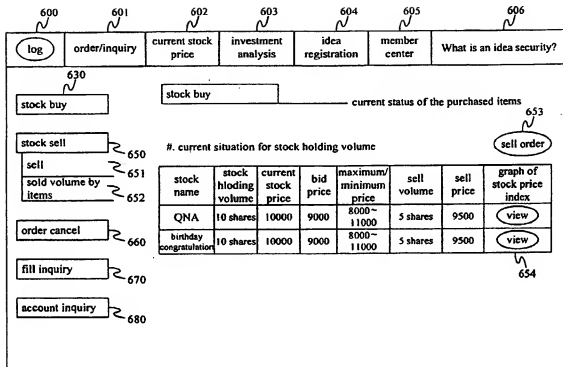 600 601 602 603 604 605 606
log order/inquiry current stock price investment analysis idea registration member center What is an idea security?
630
stock buy
stock buy
current status of the purchased items
653
stock sell
650
#. current situation for stock holding volume
sell order
sell
651
sold volume by items
652
stock name stock hloding volume current stock price bid price maximum/ minimum price sell volume sell price graph of stock price index
QNA 10 shares 10000 9000 8000~ 11000 5 shares 9500 view
birthday congratulation 10 shares 10000 9000 8000~ 11000 5 shares 9500 view
654
order cancel
660
fill inquiry
670
account inquiry
680